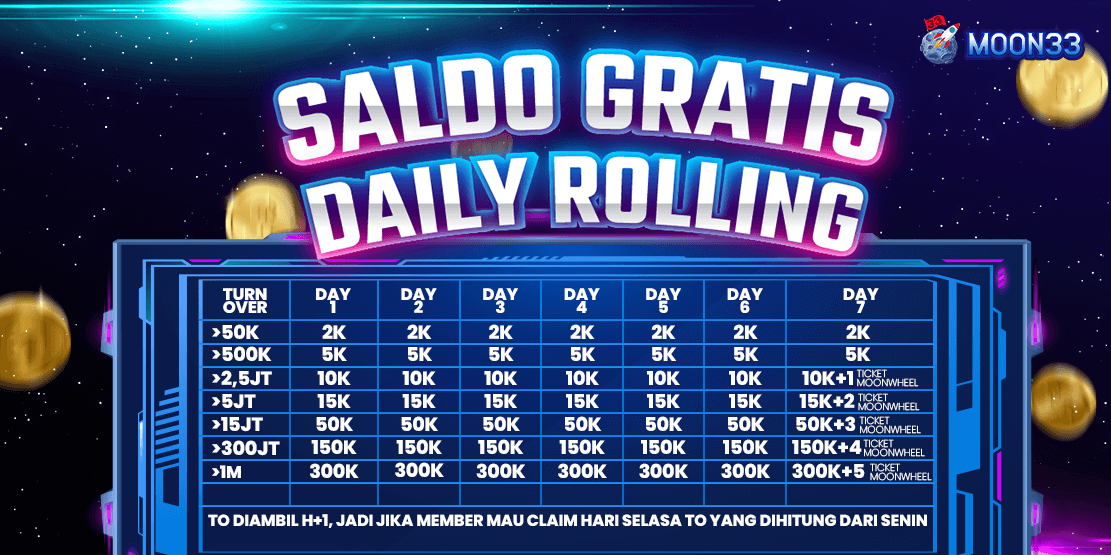 MOON33
SALDO GRATIS
DAILY ROLLING
TURN OVER DAY 1 DAY 2 DAY 3 DAY 4 DAY 5 DAY 6 DAY 7
>50K 2K 2K 2K 2K 2K 2K 2K
>500K 5K 5K 5K 5K 5K 5K 5K
>2,5JT 10K 10K 10K 10K 10K 10K 10K+1 TICKET MOONWHEEL
>5JT 15K 15K 15K 15K 15K 15K 15K+2 TICKET MOONWHEEL
>15JT 50K 50K 50K 50K 50K 50K 50K+3 TICKET MOONWHEEL
>300JT 150K 150K 150K 150K 150K 150K 150K+4 TICKET MOONWHEEL
>1M 300K 300K 300K 300K 300K 300K 300K+5 TICKET MOONWHEEL
TO DIAMBIL H+1, JADI JIKA MEMBER MAU CLAIM HARI SELASA TO YANG DIHITUNG DARI SENIN